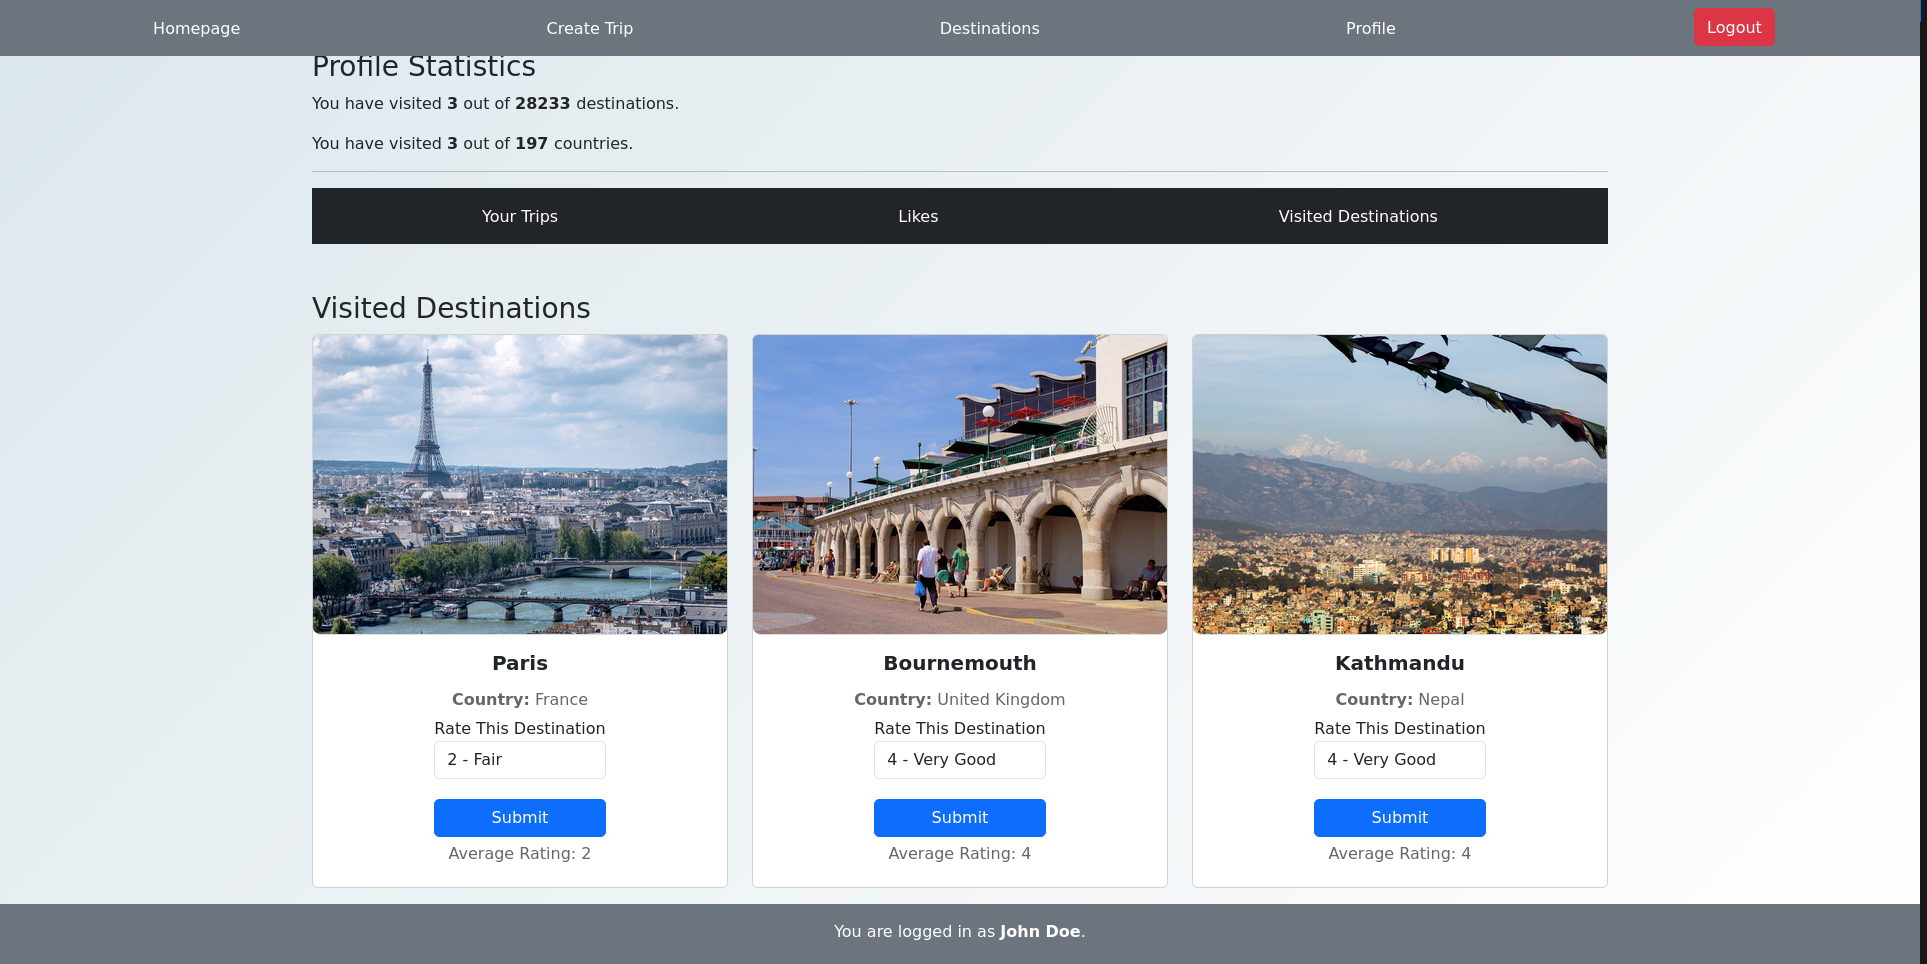 Homepage Create Trip Destinations Profile Logout
Profile Statistics
You have visited 3 out of 28233 destinations.
You have visited 3 out of 197 countries.
Your Trips Likes Visited Destinations
Visited Destinations
Paris
Country: France
Rate This Destination
2 - Fair
Submit
Average Rating: 2
Bournemouth
Country: United Kingdom
Rate This Destination
4 - Very Good
Submit
Average Rating: 4
Kathmandu
Country: Nepal
Rate This Destination
4 - Very Good
Submit
Average Rating: 4
You are logged in as John Doe.